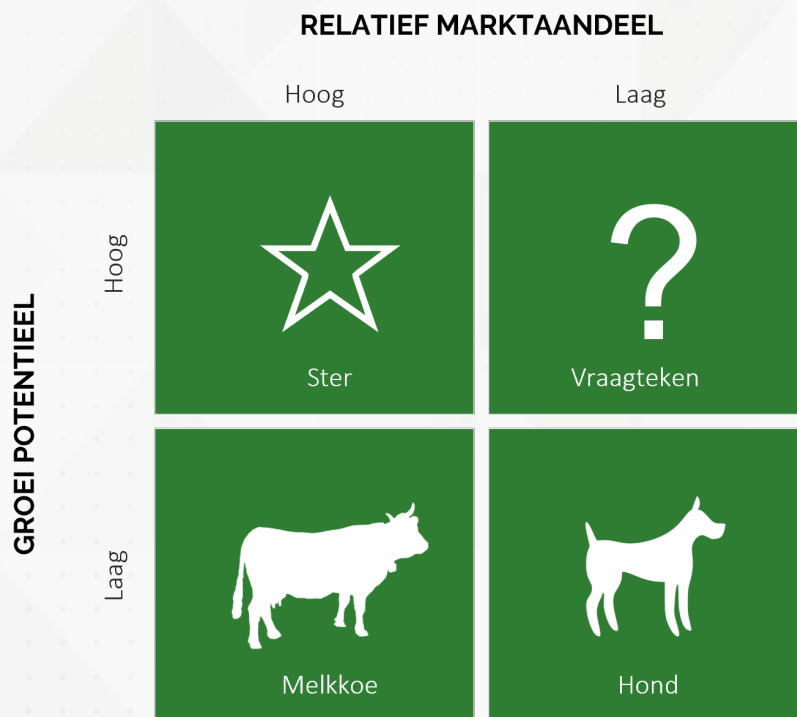 RELATIEF MARKTAANDEEL
Hoog
Laag
GROEI POTENTIEEL
Hoog
?
Ster
Vraagteken
Laag
Melkkoe
Hond